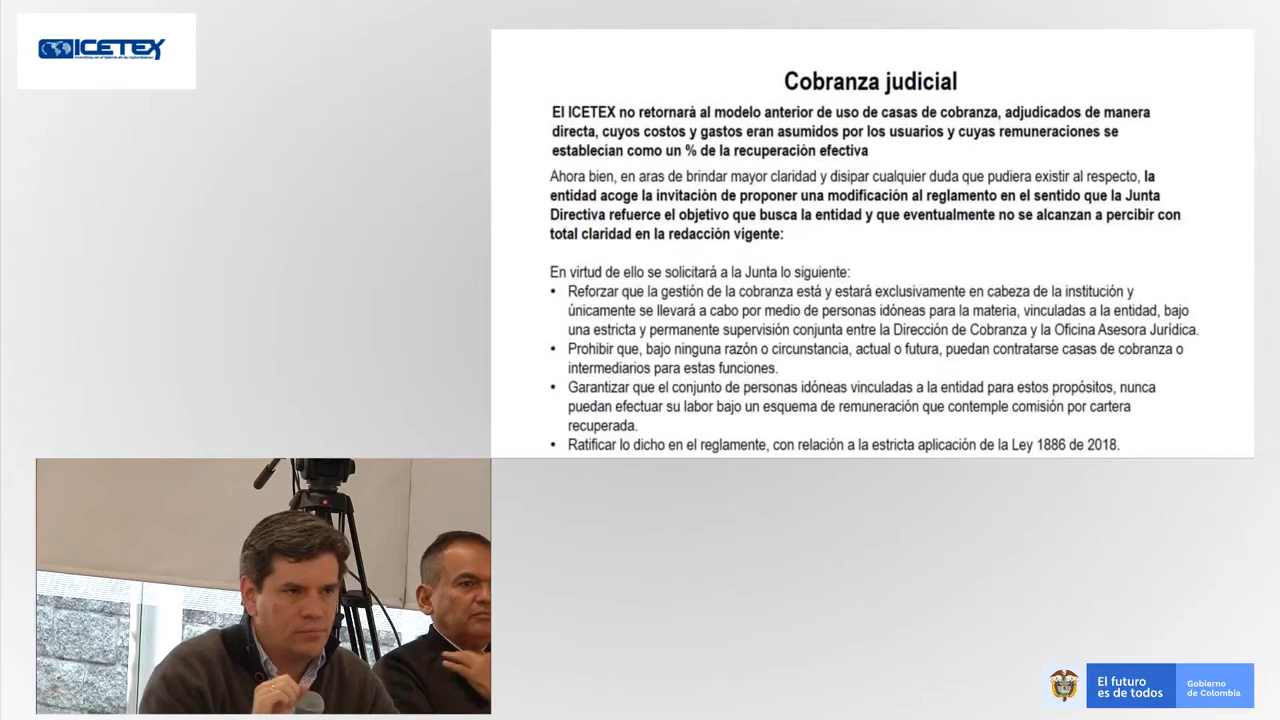 ICETEX
Cobranza judicial
El ICETEX no retornará al modelo anterior de uso de casas de cobranza, adjudicados de manera
directa, cuyos costos y gastos eran asumidos por los usuarios y cuyas remuneraciones se
establecían como un % de la recuperación efectiva
Ahora bien, en aras de brindar mayor claridad y disipar cualquier duda que pudiera existir al respecto, la
entidad acoge la invitación de proponer una modificación al reglamento en el sentido que la Junta
Directiva refuerce el objetivo que busca la entidad y que eventualmente no se alcanzan a percibir con
total claridad en la redacción vigente:
En virtud de ello se solicitará a la Junta lo siguiente:
• Reforzar que la gestión de la cobranza está y estará exclusivamente en cabeza de la institución y
únicamente se llevará a cabo por medio de personas idóneas para la materia, vinculadas a la entidad, bajo
una estricta y permanente supervisión conjunta entre la Dirección de Cobranza y la Oficina Asesora Jurídica.
• Prohibir que, bajo ninguna razón o circunstancia, actual o futura, puedan contratarse casas de cobranza o
intermediarios para estas funciones.
• Garantizar que el conjunto de personas idóneas vinculadas a la entidad para estos propósitos, nunca
puedan efectuar su labor bajo un esquema de remuneración que contemple comisión por cartera
recuperada.
• Ratificar lo dicho en el reglamente, con relación a la estricta aplicación de la Ley 1886 de 2018.
El futuro
es de todos
Gobierno
de Colombia